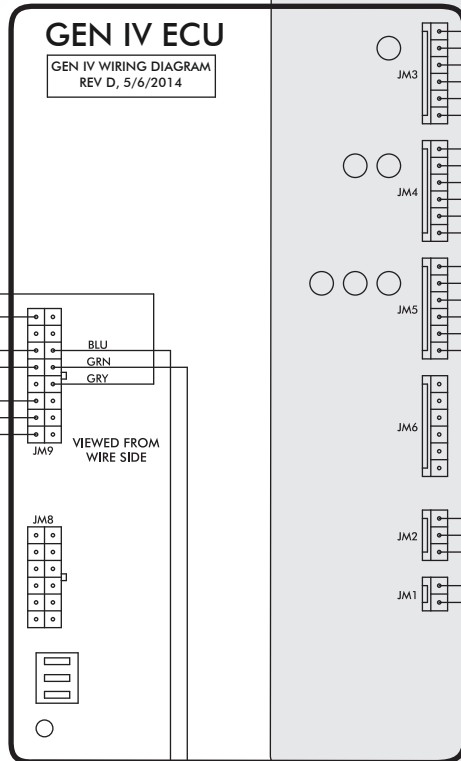 GEN IV ECU
GEN IV WIRING DIAGRAM
REV D, 5/6/2014
JM3
JM4
JM5
BLU
GRN
GRY
JM6
VIEWED FROM
WIRE SIDE
JM9
JM8
JM2
JM1